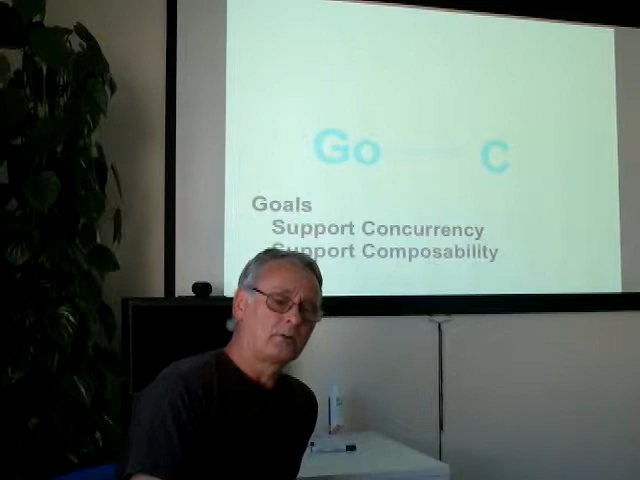 Go C
Goals
Support Concurrency
Support Composability